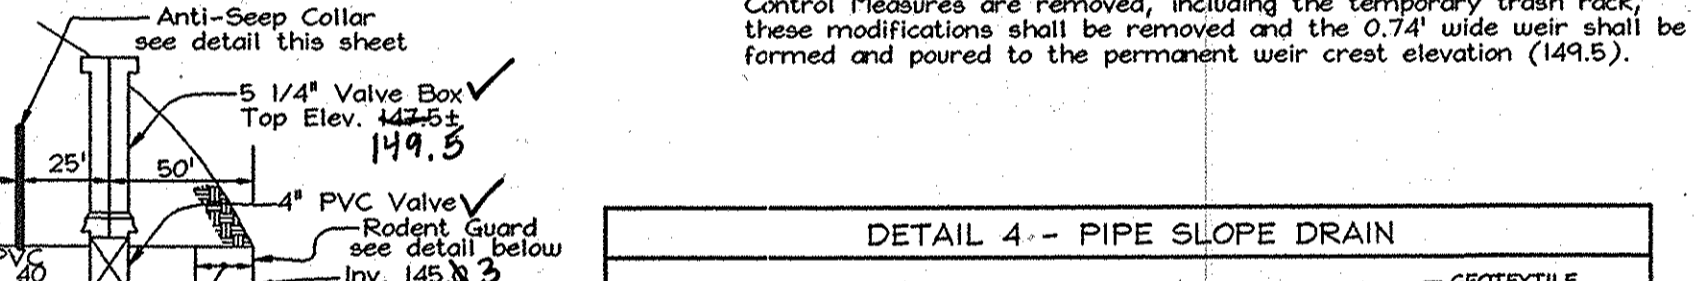 Control Measures are removed, including the temporary trash rack,
these modifications shall be removed and the 0.74' wide weir shall be
formed and poured to the permanent weir crest elevation (149.5).
Anti-Seep Collar
see detail this sheet
5 1/4" Valve Box ✓
Top Elev. 147.5±
149.5
25'
50'
4" PVC Valve ✓
Rodent Guard
see detail below
PVC
40
Inv. 145. 3
DETAIL 4 - PIPE SLOPE DRAIN
GEOTEXTILE